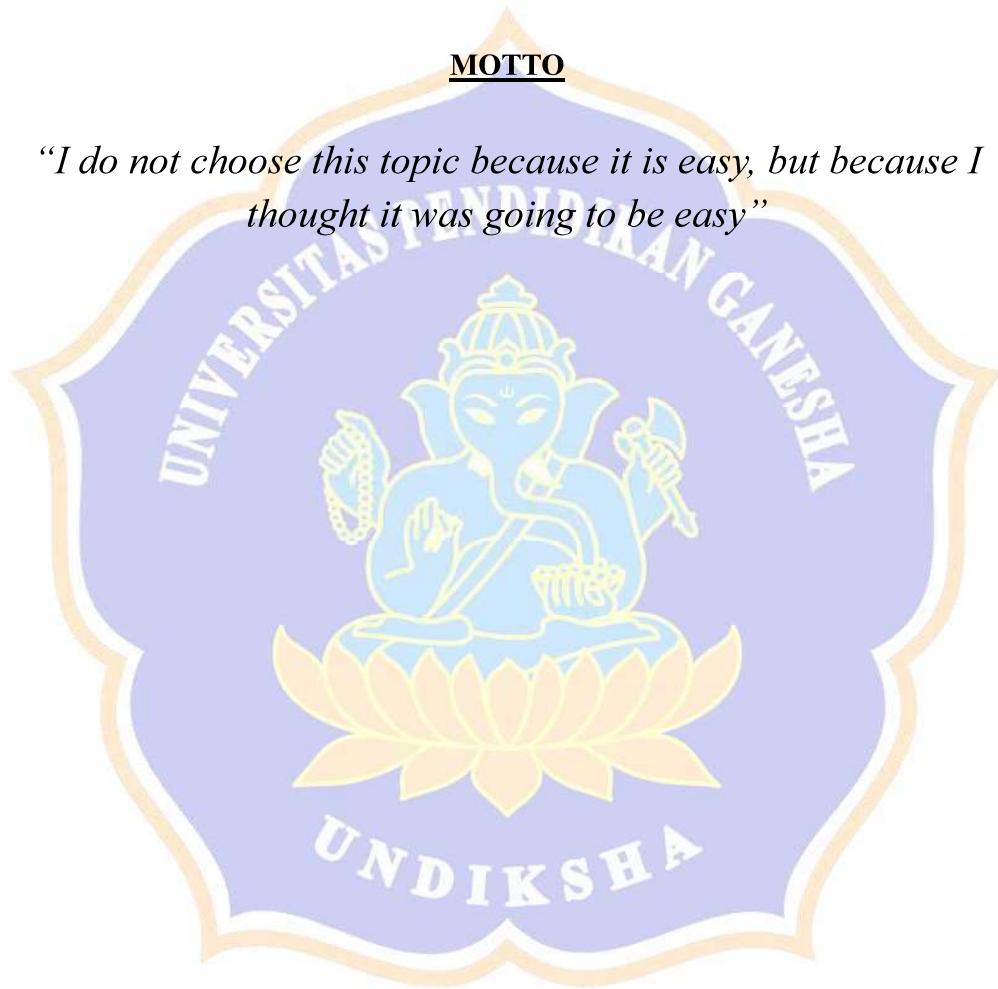 MOTTO
“I do not choose this topic because it is easy, but because I
thought it was going to be easy”
UNIVERSITAS PENDIDIKAN GANESHA
UNDIKSHA